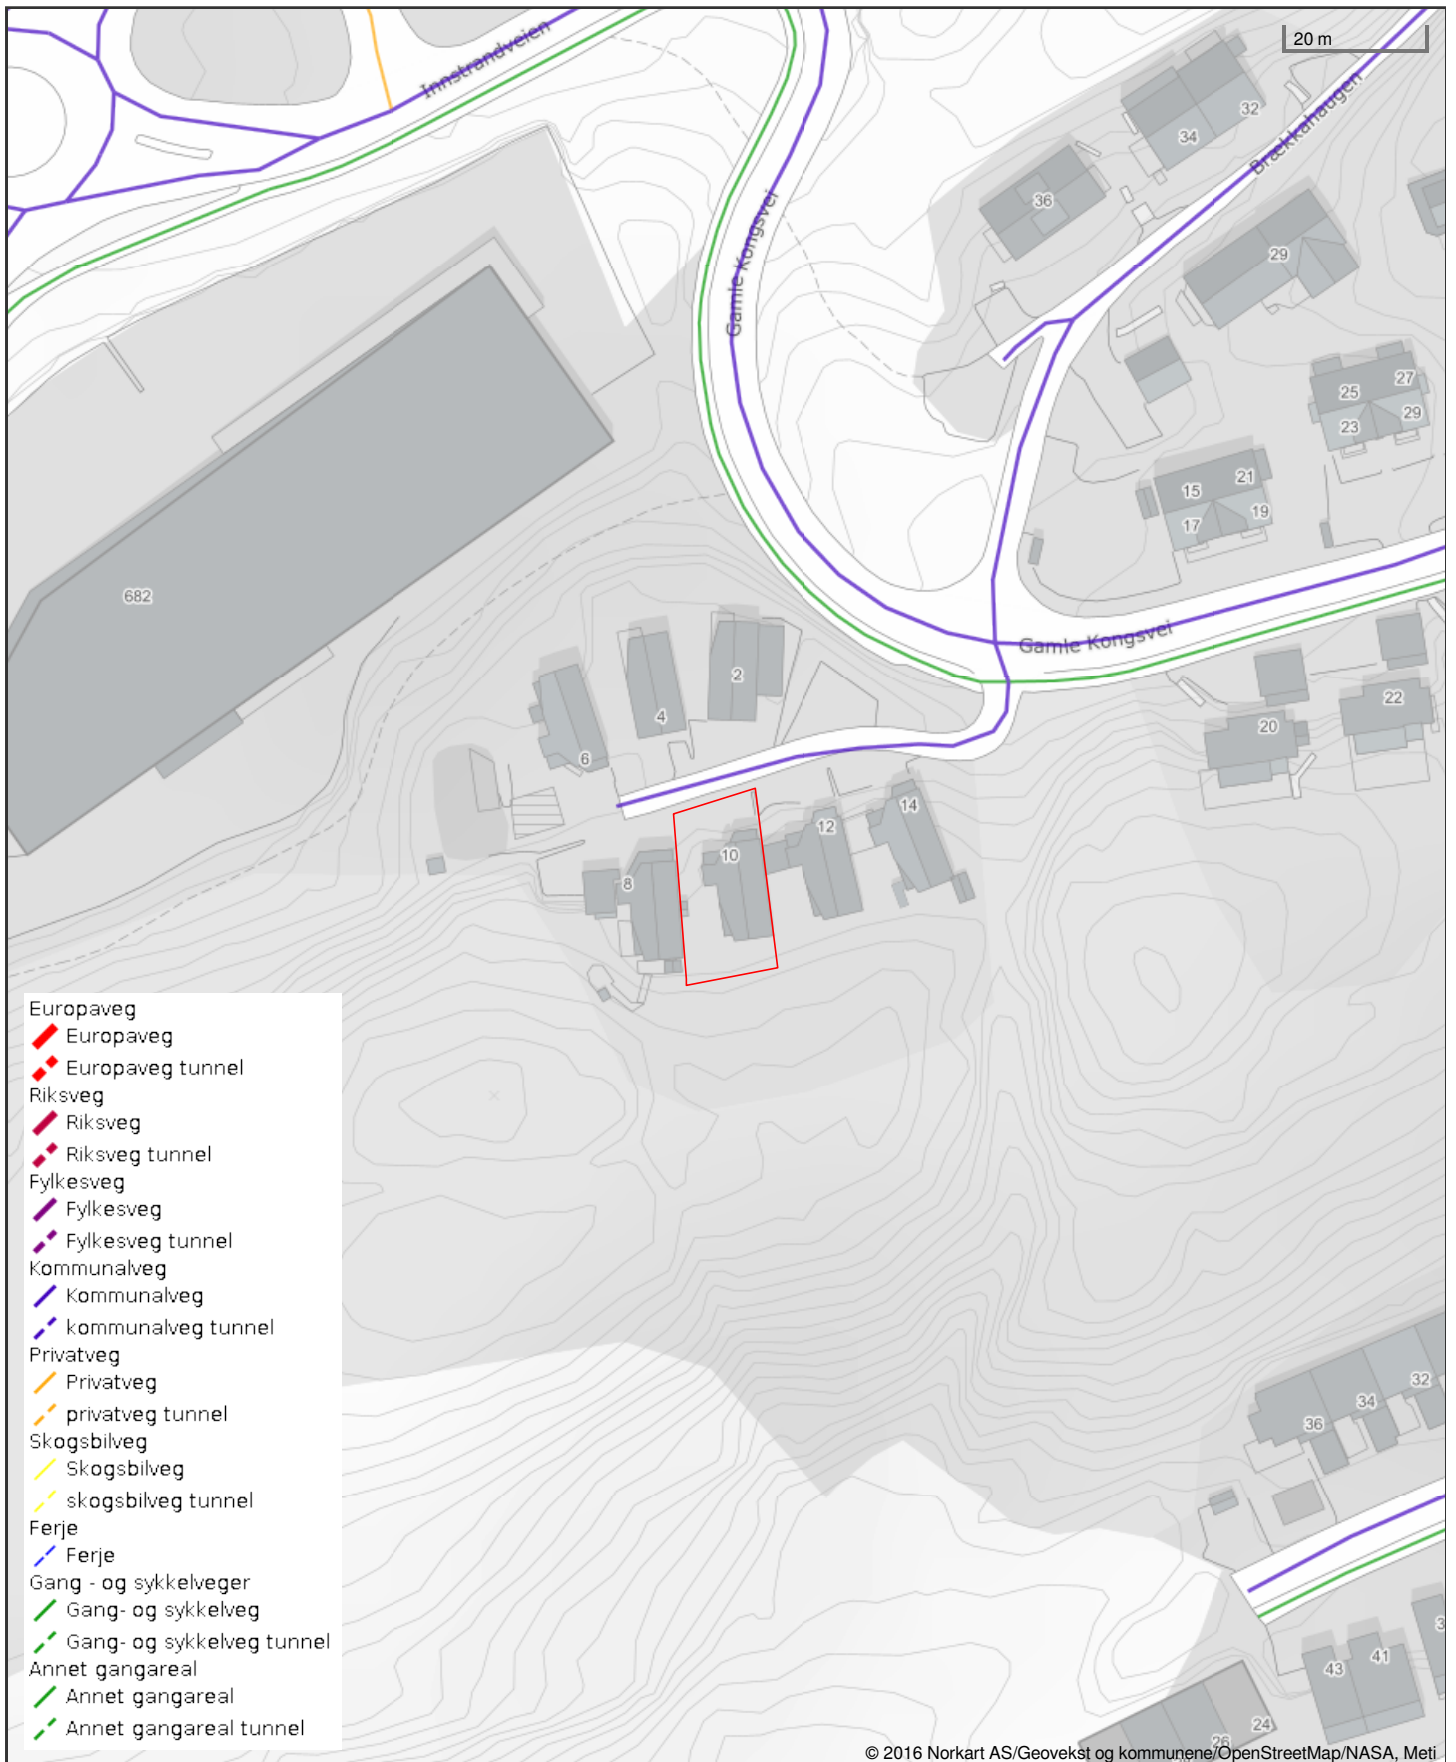 20 m
Innstrandveien
Brækkahaugen
32
34
36
29
Gamle Kongsvei
25
27
23
29
15
21
17
19
682
Gamle Kongsvei
2
4
6
22
20
14
12
10
8
Europaveg
Europaveg
Europaveg tunnel
Riksveg
Riksveg
Riksveg tunnel
Fylkesveg
Fylkesveg
Fylkesveg tunnel
Kommunalveg
Kommunalveg
kommunalveg tunnel
Privatveg
Privatveg
privatveg tunnel
Skogsbilveg
Skogsbilveg
skogsbilveg tunnel
Ferje
Ferje
Gang - og sykkelveger
Gang- og sykkelveg
Gang- og sykkelveg tunnel
Annet gangareal
Annet gangareal
Annet gangareal tunnel
32
34
36
41
43
24
26
© 2016 Norkart AS/Geovekst og kommunene/OpenStreetMap/NASA, Meti